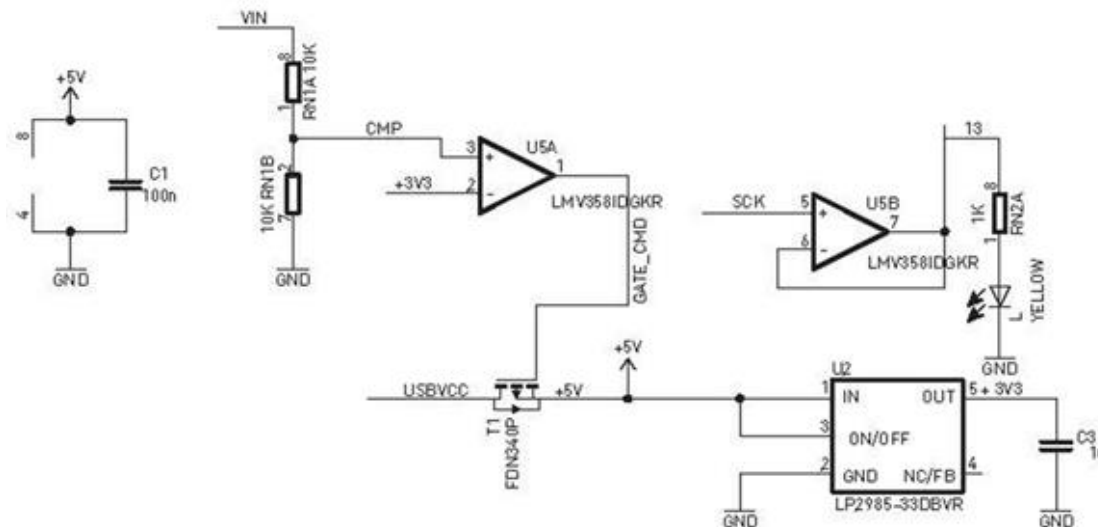 VIN
+5V
8
4
C1
100n
GND
8
RN1A 10K
1
CMP
2
10K RN1B
7
GND
3
+
2
-
+3V3
U5A
1
LMV358IDGKR
GATE_CMD
SCK
5
+
6
-
U5B
7
LMV358IDGKR
13
8
1K
RN2A
1
L
YELLOW
GND
USBVCC
T1
FDN340P
+5V
+5V
U2
1
IN
OUT
5
+3V3
3
ON/OFF
2
GND
NC/FB
4
LP2985-33DBVR
GND
C3
GND